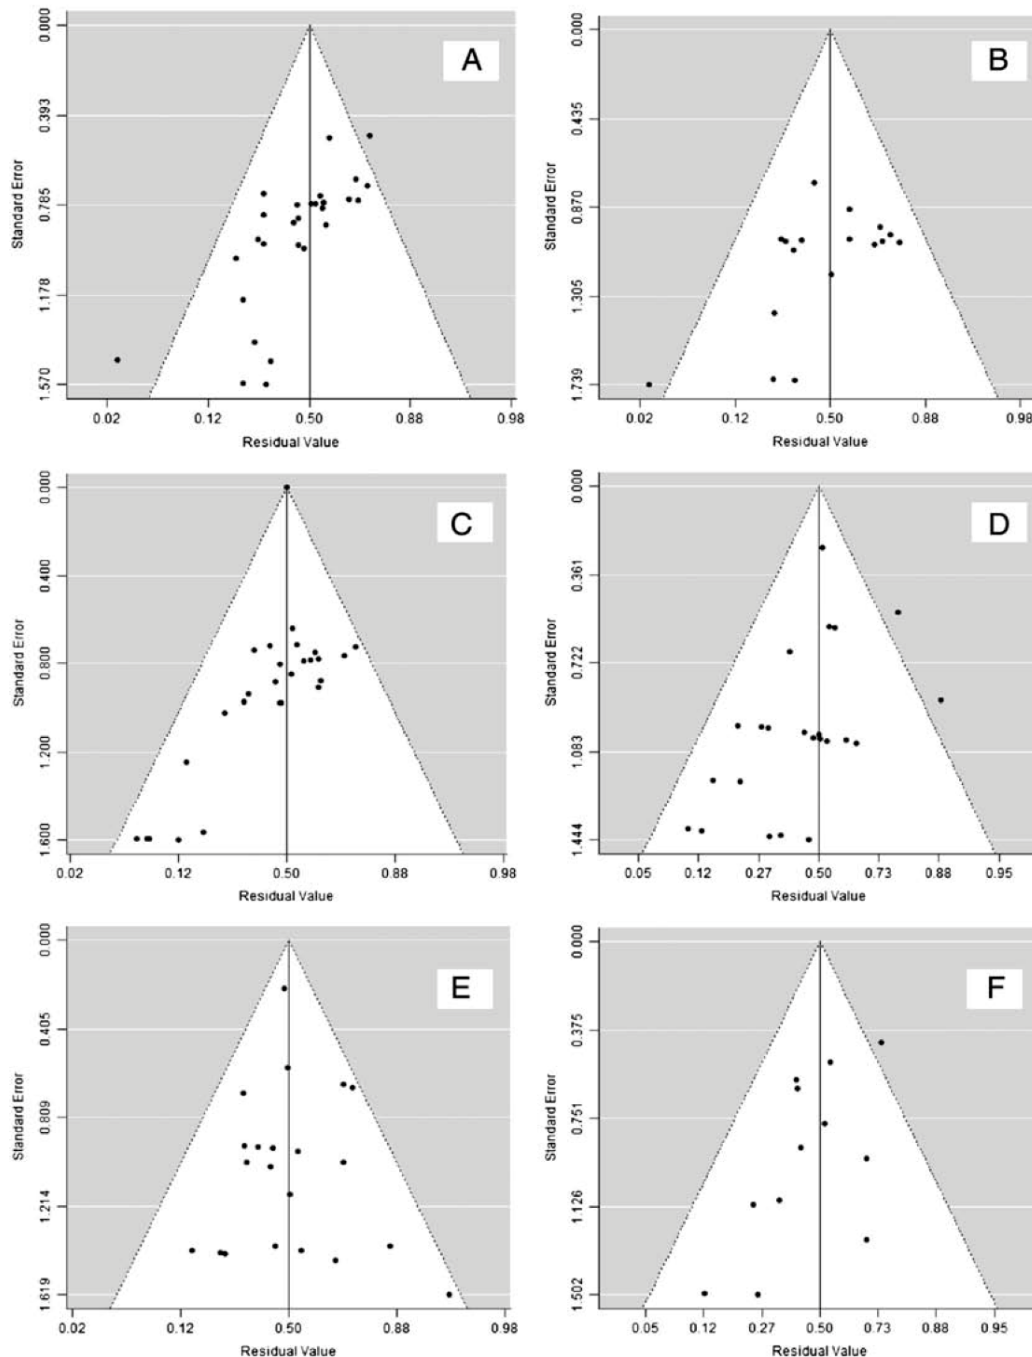 A
Standard Error
0.000
0.393
0.785
1.178
1.570
0.02 0.12 0.50 0.88 0.98
Residual Value
B
Standard Error
0.000
0.435
0.870
1.305
1.739
0.02 0.12 0.50 0.88 0.98
Residual Value
C
Standard Error
0.000
0.400
0.800
1.200
1.600
0.02 0.12 0.50 0.88 0.98
Residual Value
D
Standard Error
0.000
0.361
0.722
1.083
1.444
0.05 0.12 0.27 0.50 0.73 0.88 0.95
Residual Value
E
Standard Error
0.000
0.405
0.809
1.214
1.619
0.02 0.12 0.50 0.88 0.98
Residual Value
F
Standard Error
0.000
0.375
0.751
1.126
1.502
0.05 0.12 0.27 0.50 0.73 0.88 0.95
Residual Value